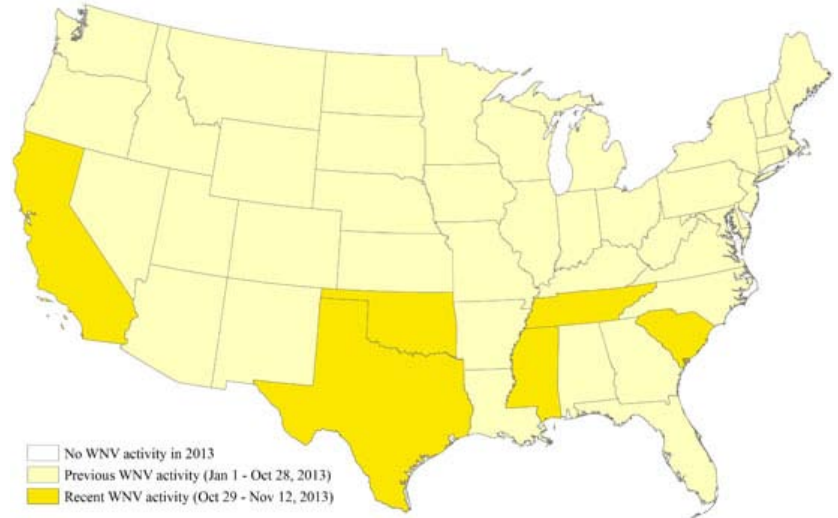 No WNV activity in 2013
Previous WNV activity (Jan 1 - Oct 28, 2013)
Recent WNV activity (Oct 29 - Nov 12, 2013)